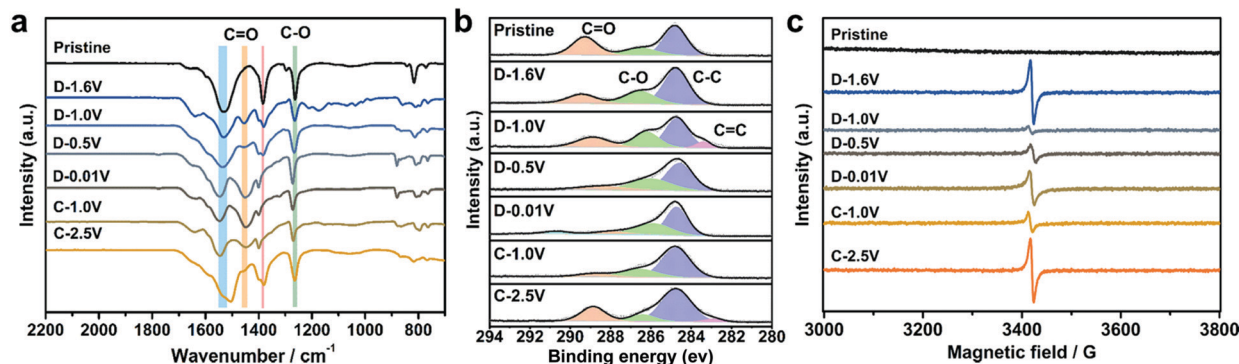 a
C=O
C-O
Pristine
D-1.6V
D-1.0V
D-0.5V
D-0.01V
C-1.0V
C-2.5V
Intensity (a.u.)
2200 2000 1800 1600 1400 1200 1000 800
Wavenumber / cm⁻¹
b
Pristine
C=O
D-1.6V
C-O
C-C
D-1.0V
C=C
D-0.5V
D-0.01V
C-1.0V
C-2.5V
Intensity (a.u.)
294 292 290 288 286 284 282 280
Binding energy (ev)
c
Pristine
D-1.6V
D-1.0V
D-0.5V
D-0.01V
C-1.0V
C-2.5V
Intensity (a.u.)
3000 3200 3400 3600 3800
Magnetic field / G